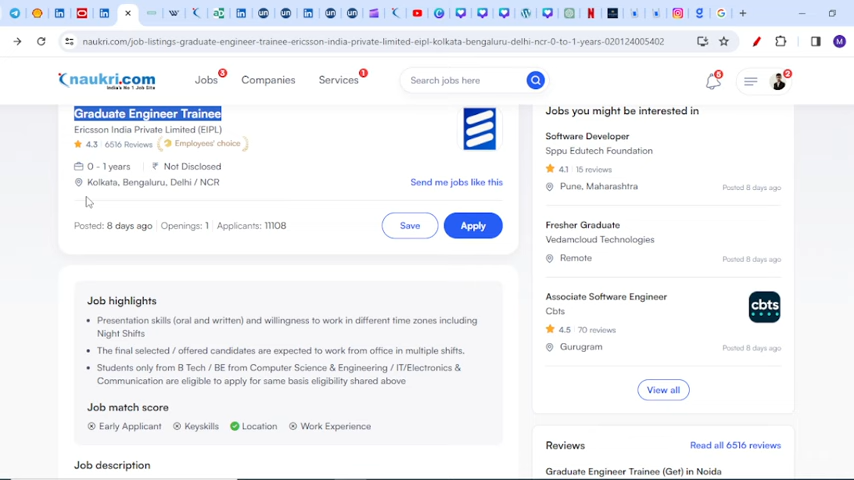 naukri.com/job-listings-graduate-engineer-trainee-ericsson-india-private-limited-eipl-kolkata-bengaluru-delhi-ncr-0-to-1-years-020124005402
M
naukri.com
INDIA'S NO.1 JOB SITE
Jobs 3
Companies
Services 1
Search jobs here
5
2
Graduate Engineer Trainee
Ericsson India Private Limited (EIPL)
4.3 | 6516 Reviews Employees' choice
0 - 1 years | ₹ Not Disclosed
Kolkata, Bengaluru, Delhi / NCR
Send me jobs like this
Posted: 8 days ago | Openings: 1 | Applicants: 11108
Save
Apply
Job highlights
• Presentation skills (oral and written) and willingness to work in different time zones including
Night Shifts
• The final selected / offered candidates are expected to work from office in multiple shifts.
• Students only from B Tech / BE from Computer Science & Engineering / IT/Electronics &
Communication are eligible to apply for same basis eligibility shared above
Job match score
Early Applicant
Keyskills
Location
Work Experience
Job description
Jobs you might be interested in
Software Developer
Sppu Edutech Foundation
4.1 | 15 reviews
Pune, Maharashtra
Posted 8 days ago
Fresher Graduate
Vedamcloud Technologies
Remote
Posted 8 days ago
Associate Software Engineer
Cbts
cbts
4.5 | 70 reviews
Gurugram
Posted 8 days ago
View all
Reviews
Read all 6516 reviews
Graduate Engineer Trainee (Get) in Noida